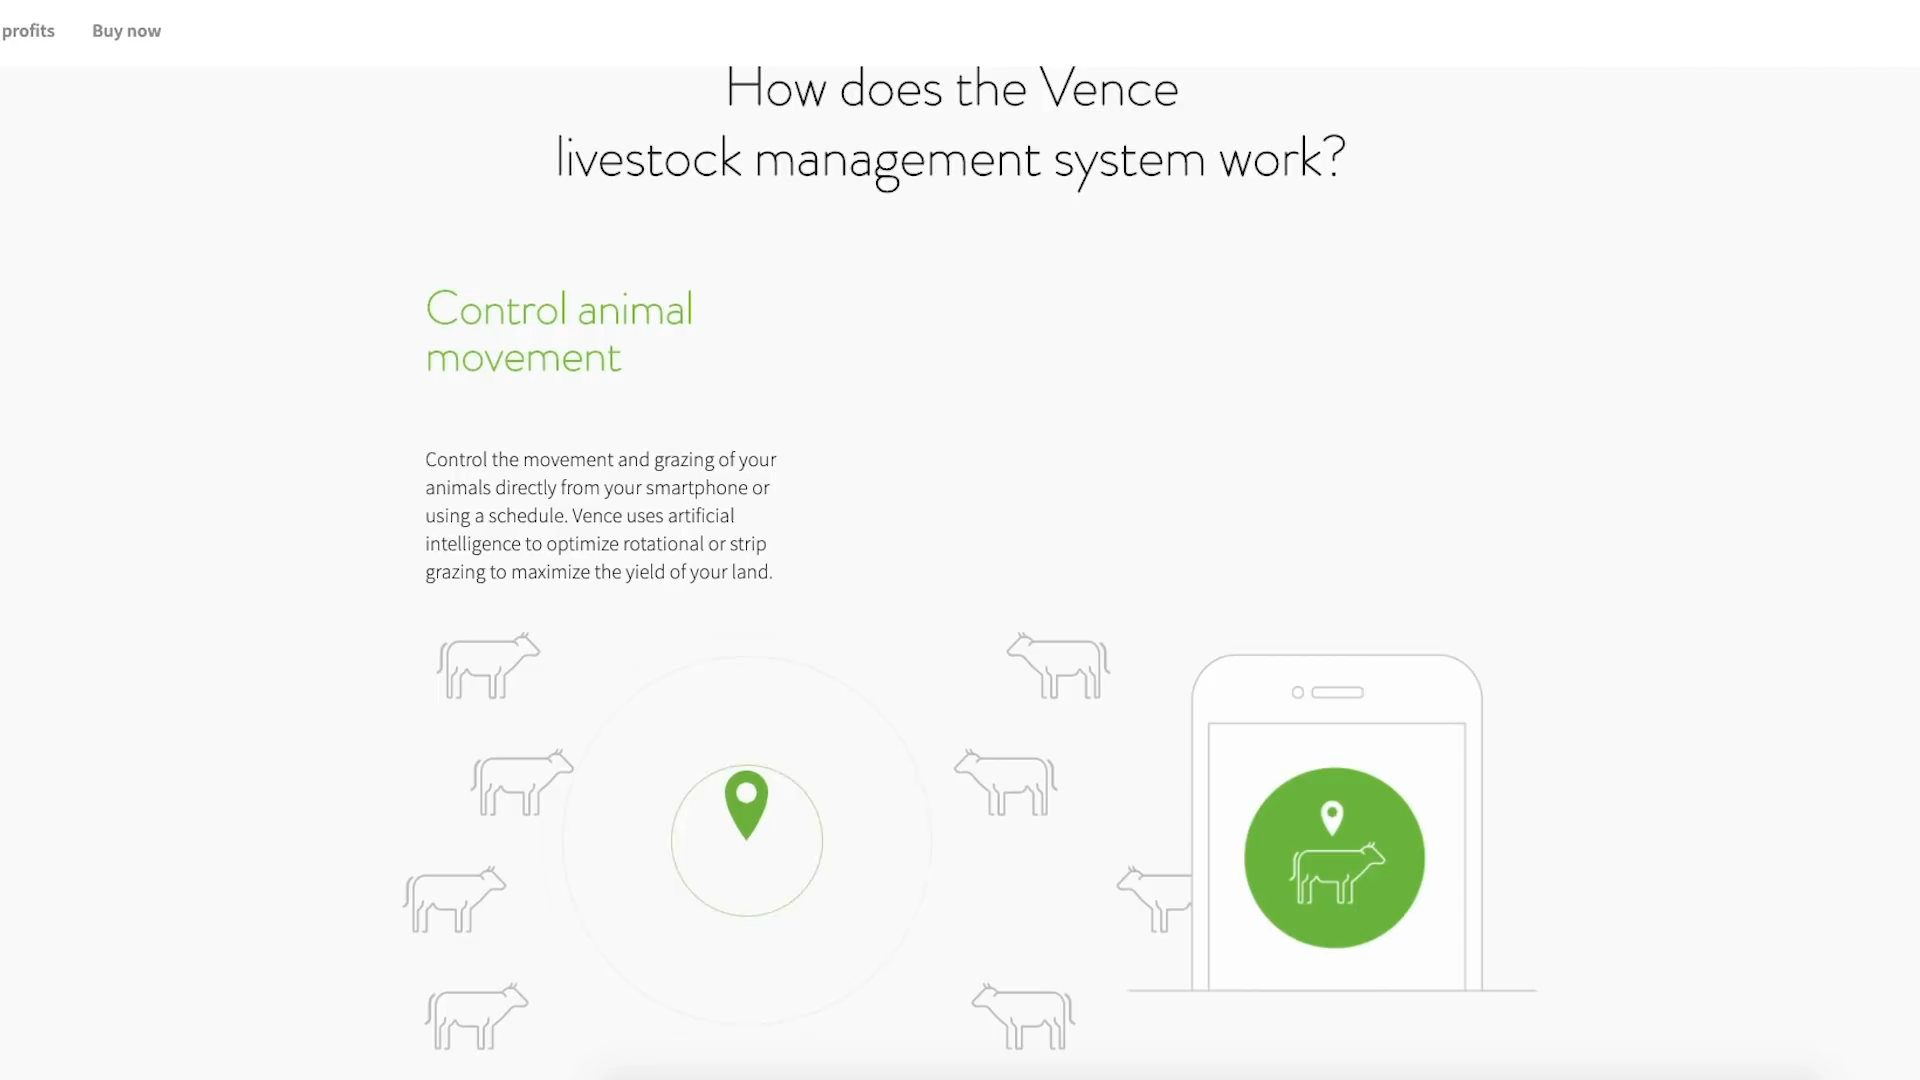 profits Buy now
How does the Vence
livestock management system work?
Control animal
movement
Control the movement and grazing of your
animals directly from your smartphone or
using a schedule. Vence uses artificial
intelligence to optimize rotational or strip
grazing to maximize the yield of your land.